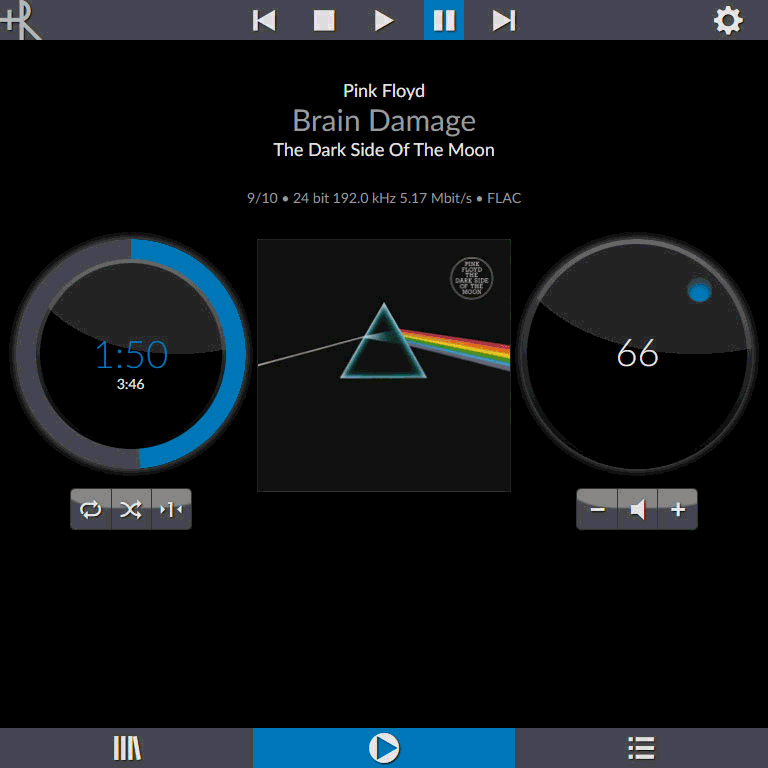 Pink Floyd
Brain Damage
The Dark Side Of The Moon
9/10 • 24 bit 192.0 kHz 5.17 Mbit/s • FLAC
PINK
FLOYD
THE
DARK SIDE
OF THE
MOON
1:50
3:46
66
1